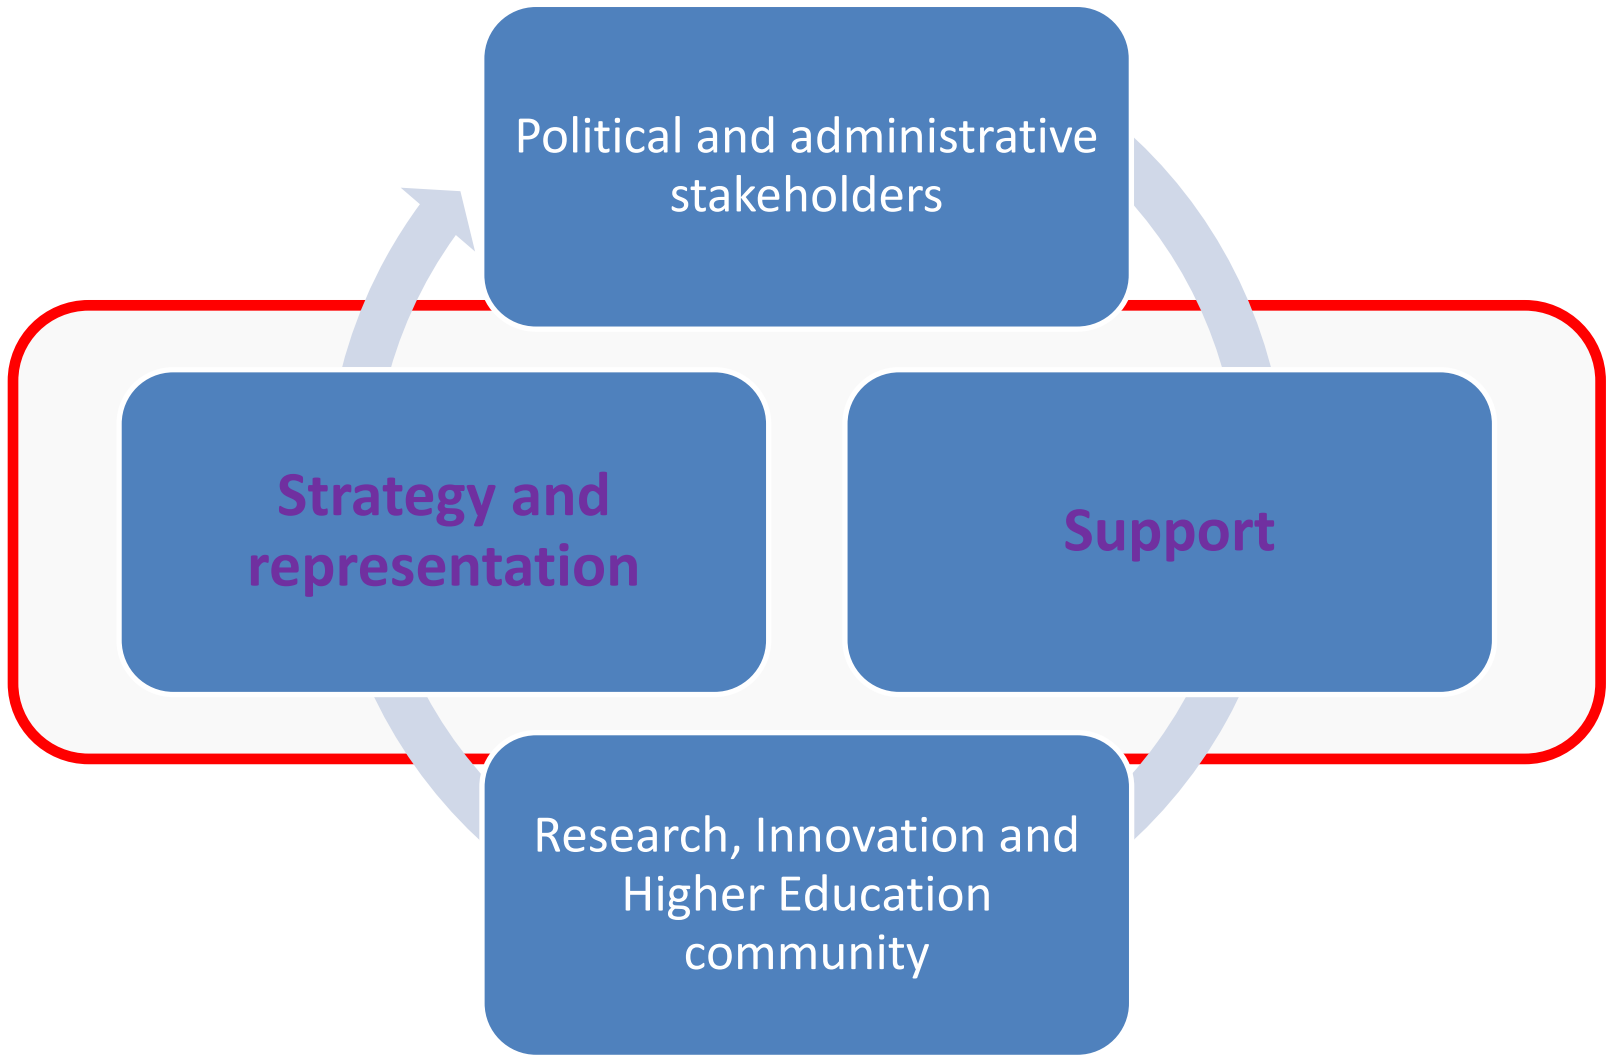 Political and administrative
stakeholders
Strategy and
representation
Support
Research, Innovation and
Higher Education
community